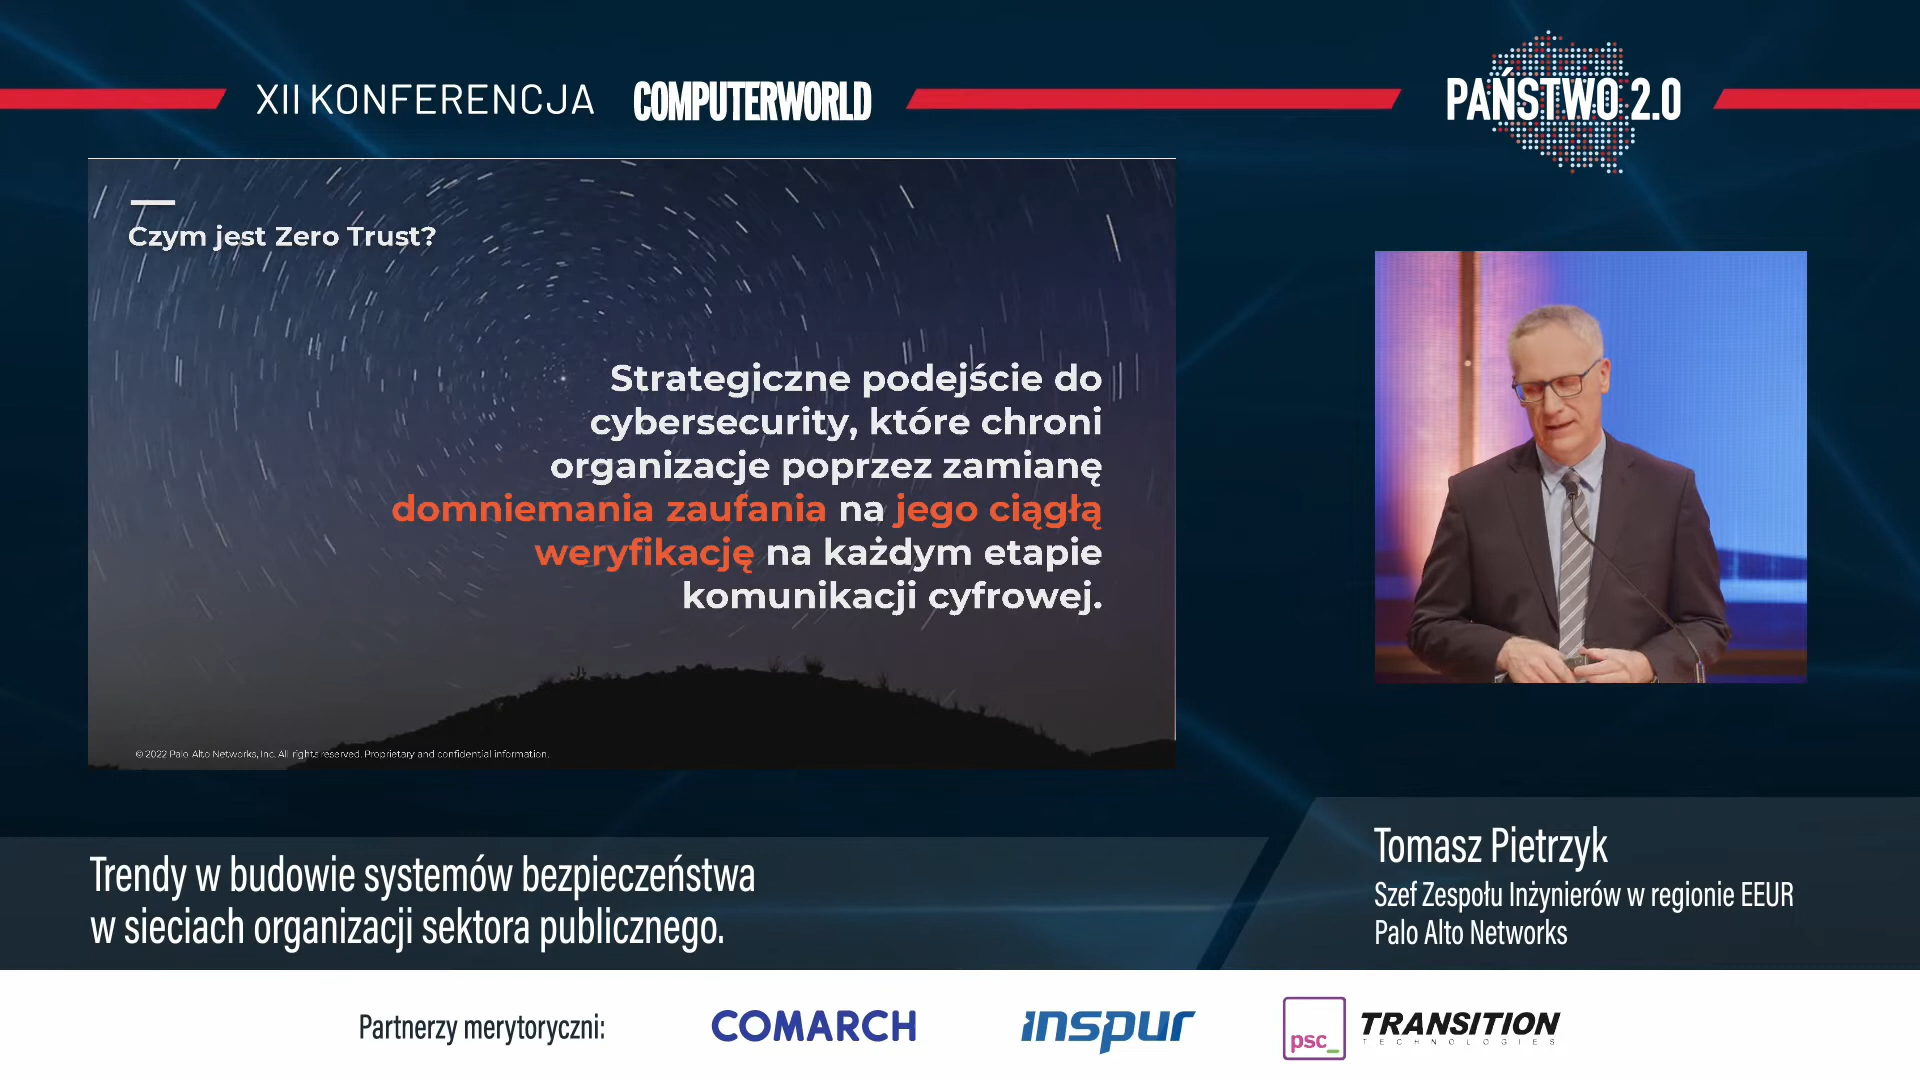 XII KONFERENCJA COMPUTERWORLD
PAŃSTWO 2.0
Czym jest Zero Trust?
Strategiczne podejście do
cybersecurity, które chroni
organizacje poprzez zamianę
domniemania zaufania na jego ciągłą
weryfikację na każdym etapie
komunikacji cyfrowej.
© 2022 Palo Alto Networks, Inc. All rights reserved. Proprietary and confidential information.
Trendy w budowie systemów bezpieczeństwa
w sieciach organizacji sektora publicznego.
Tomasz Pietrzyk
Szef Zespołu Inżynierów w regionie EEUR
Palo Alto Networks
Partnerzy merytoryczni:
COMARCH
inspur
psc_
TRANSITION
TECHNOLOGIES